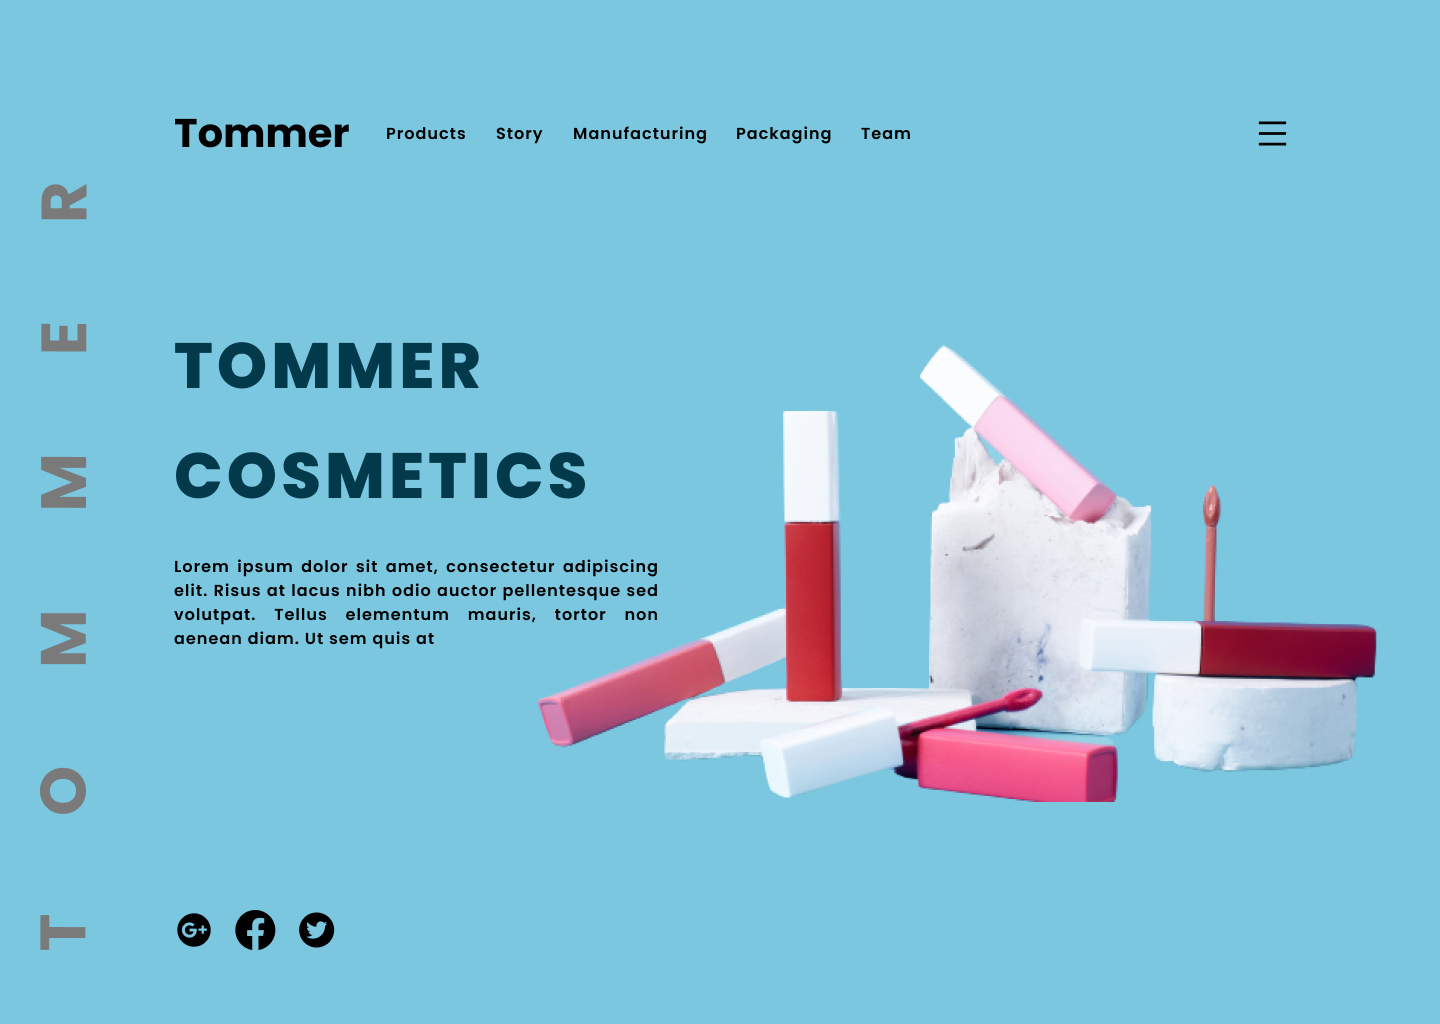 Tommer Products Story Manufacturing Packaging Team
TOMMER
TOMMER
COSMETICS
Lorem ipsum dolor sit amet, consectetur adipiscing
elit. Risus at lacus nibh odio auctor pellentesque sed
volutpat. Tellus elementum mauris, tortor non
aenean diam. Ut sem quis at
G+